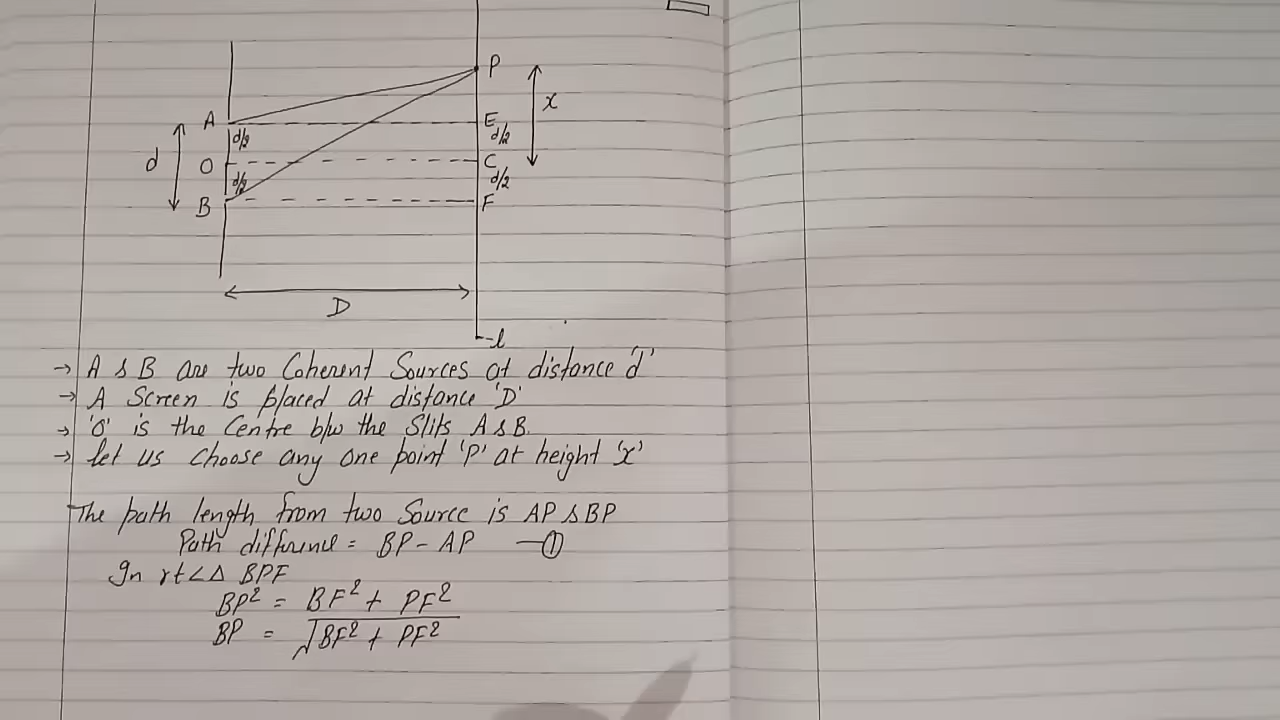 P
x
A
E
d/2
d/2
d
O
C
d/2
d/2
B
F
D
l
→ A & B are two Coherent Sources at distance 'd'
→ A Screen is placed at distance 'D'
→ 'O' is the Centre b/w the Slits A & B.
→ let us choose any one point 'P' at height 'x'
The path length from two Source is AP & BP
Path difference = BP - AP —①
In rt∠Δ BPF
BP² = BF² + PF²
BP = √BF² + PF²